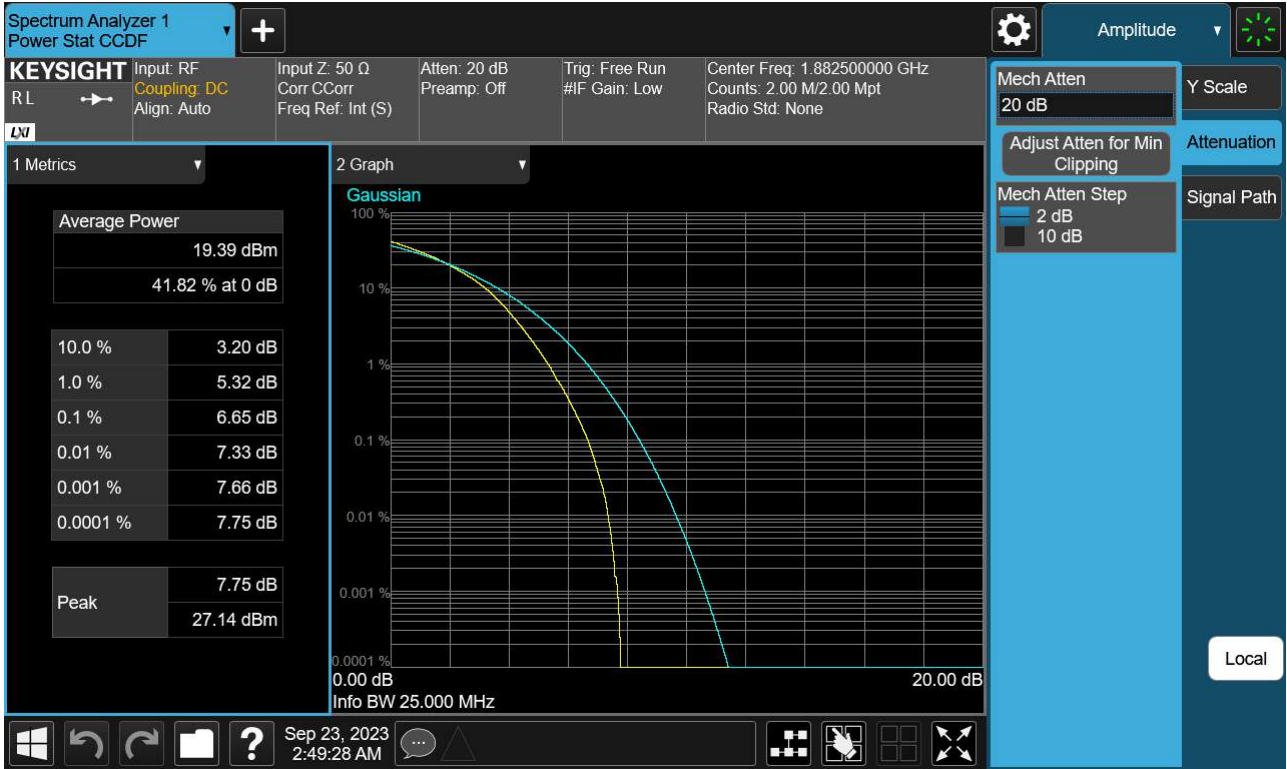 Spectrum Analyzer 1
Power Stat CCDF
Amplitude
KEYSIGHT
R L
LXI
Input: RF
Coupling: DC
Align: Auto
Input Z: 50 Ω
Corr CCorr
Freq Ref: Int (S)
Atten: 20 dB
Preamp: Off
Trig: Free Run
#IF Gain: Low
Center Freq: 1.882500000 GHz
Counts: 2.00 M/2.00 Mpt
Radio Std: None
Mech Atten
20 dB
Adjust Atten for Min
Clipping
Mech Atten Step
2 dB
10 dB
Y Scale
Attenuation
Signal Path
Local
1 Metrics
Average Power
19.39 dBm
41.82 % at 0 dB
10.0 % 3.20 dB
1.0 % 5.32 dB
0.1 % 6.65 dB
0.01 % 7.33 dB
0.001 % 7.66 dB
0.0001 % 7.75 dB
Peak
7.75 dB
27.14 dBm
2 Graph
Gaussian
100 %
10 %
1 %
0.1 %
0.01 %
0.001 %
0.0001 %
0.00 dB 20.00 dB
Info BW 25.000 MHz
?
Sep 23, 2023
2:49:28 AM